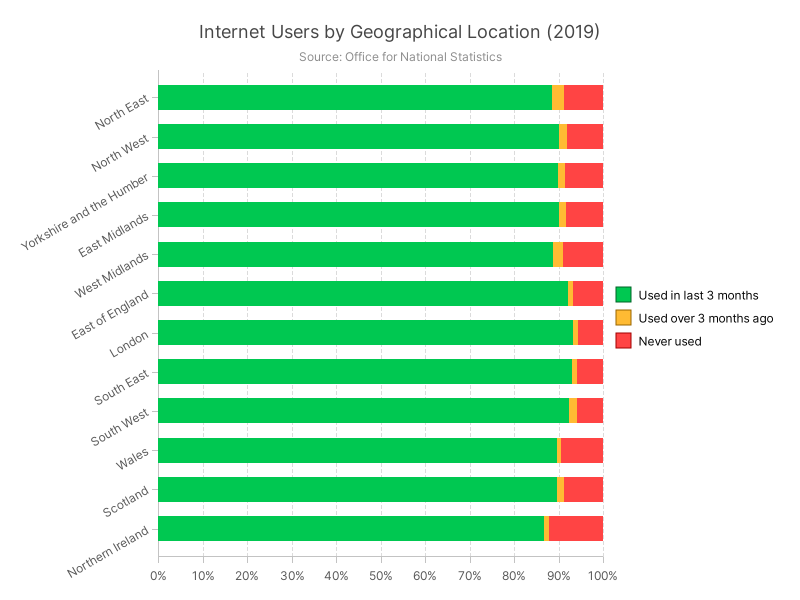 Internet Users by Geographical Location (2019)
Source: Office for National Statistics
North East
North West
Yorkshire and the Humber
East Midlands
West Midlands
East of England
London
South East
South West
Wales
Scotland
Northern Ireland
0% 10% 20% 30% 40% 50% 60% 70% 80% 90% 100%
Used in last 3 months
Used over 3 months ago
Never used